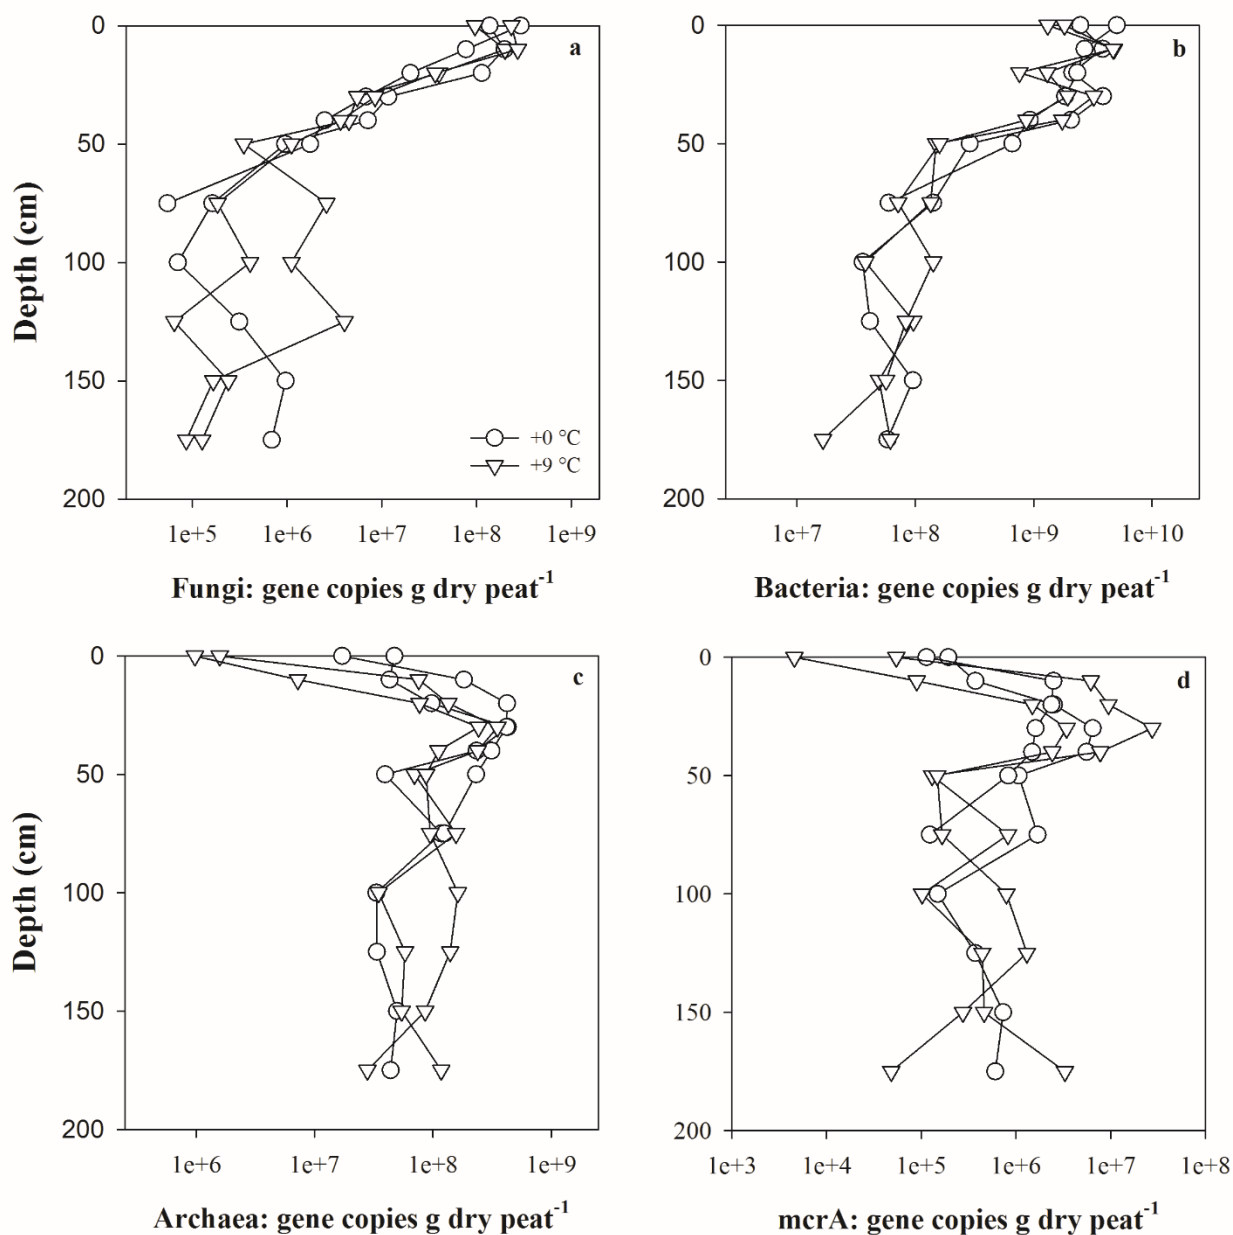 0
50
100
150
200
Depth (cm)
a
+0 °C
+9 °C
1e+5 1e+6 1e+7 1e+8 1e+9
Fungi: gene copies g dry peat-1
0
50
100
150
200
b
1e+7 1e+8 1e+9 1e+10
Bacteria: gene copies g dry peat-1
0
50
100
150
200
Depth (cm)
c
1e+6 1e+7 1e+8 1e+9
Archaea: gene copies g dry peat-1
0
50
100
150
200
d
1e+3 1e+4 1e+5 1e+6 1e+7 1e+8
mcrA: gene copies g dry peat-1